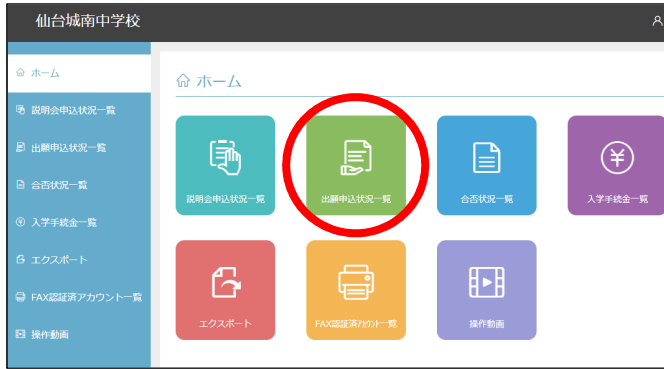 仙台城南中学校
ホーム
説明会申込状況一覧
出願申込状況一覧
合否状況一覧
入学手続金一覧
エクスポート
FAX認証済アカウント一覧
操作動画
ホーム
説明会申込状況一覧
出願申込状況一覧
合否状況一覧
入学手続金一覧
エクスポート
FAX認証済アカウント一覧
操作動画